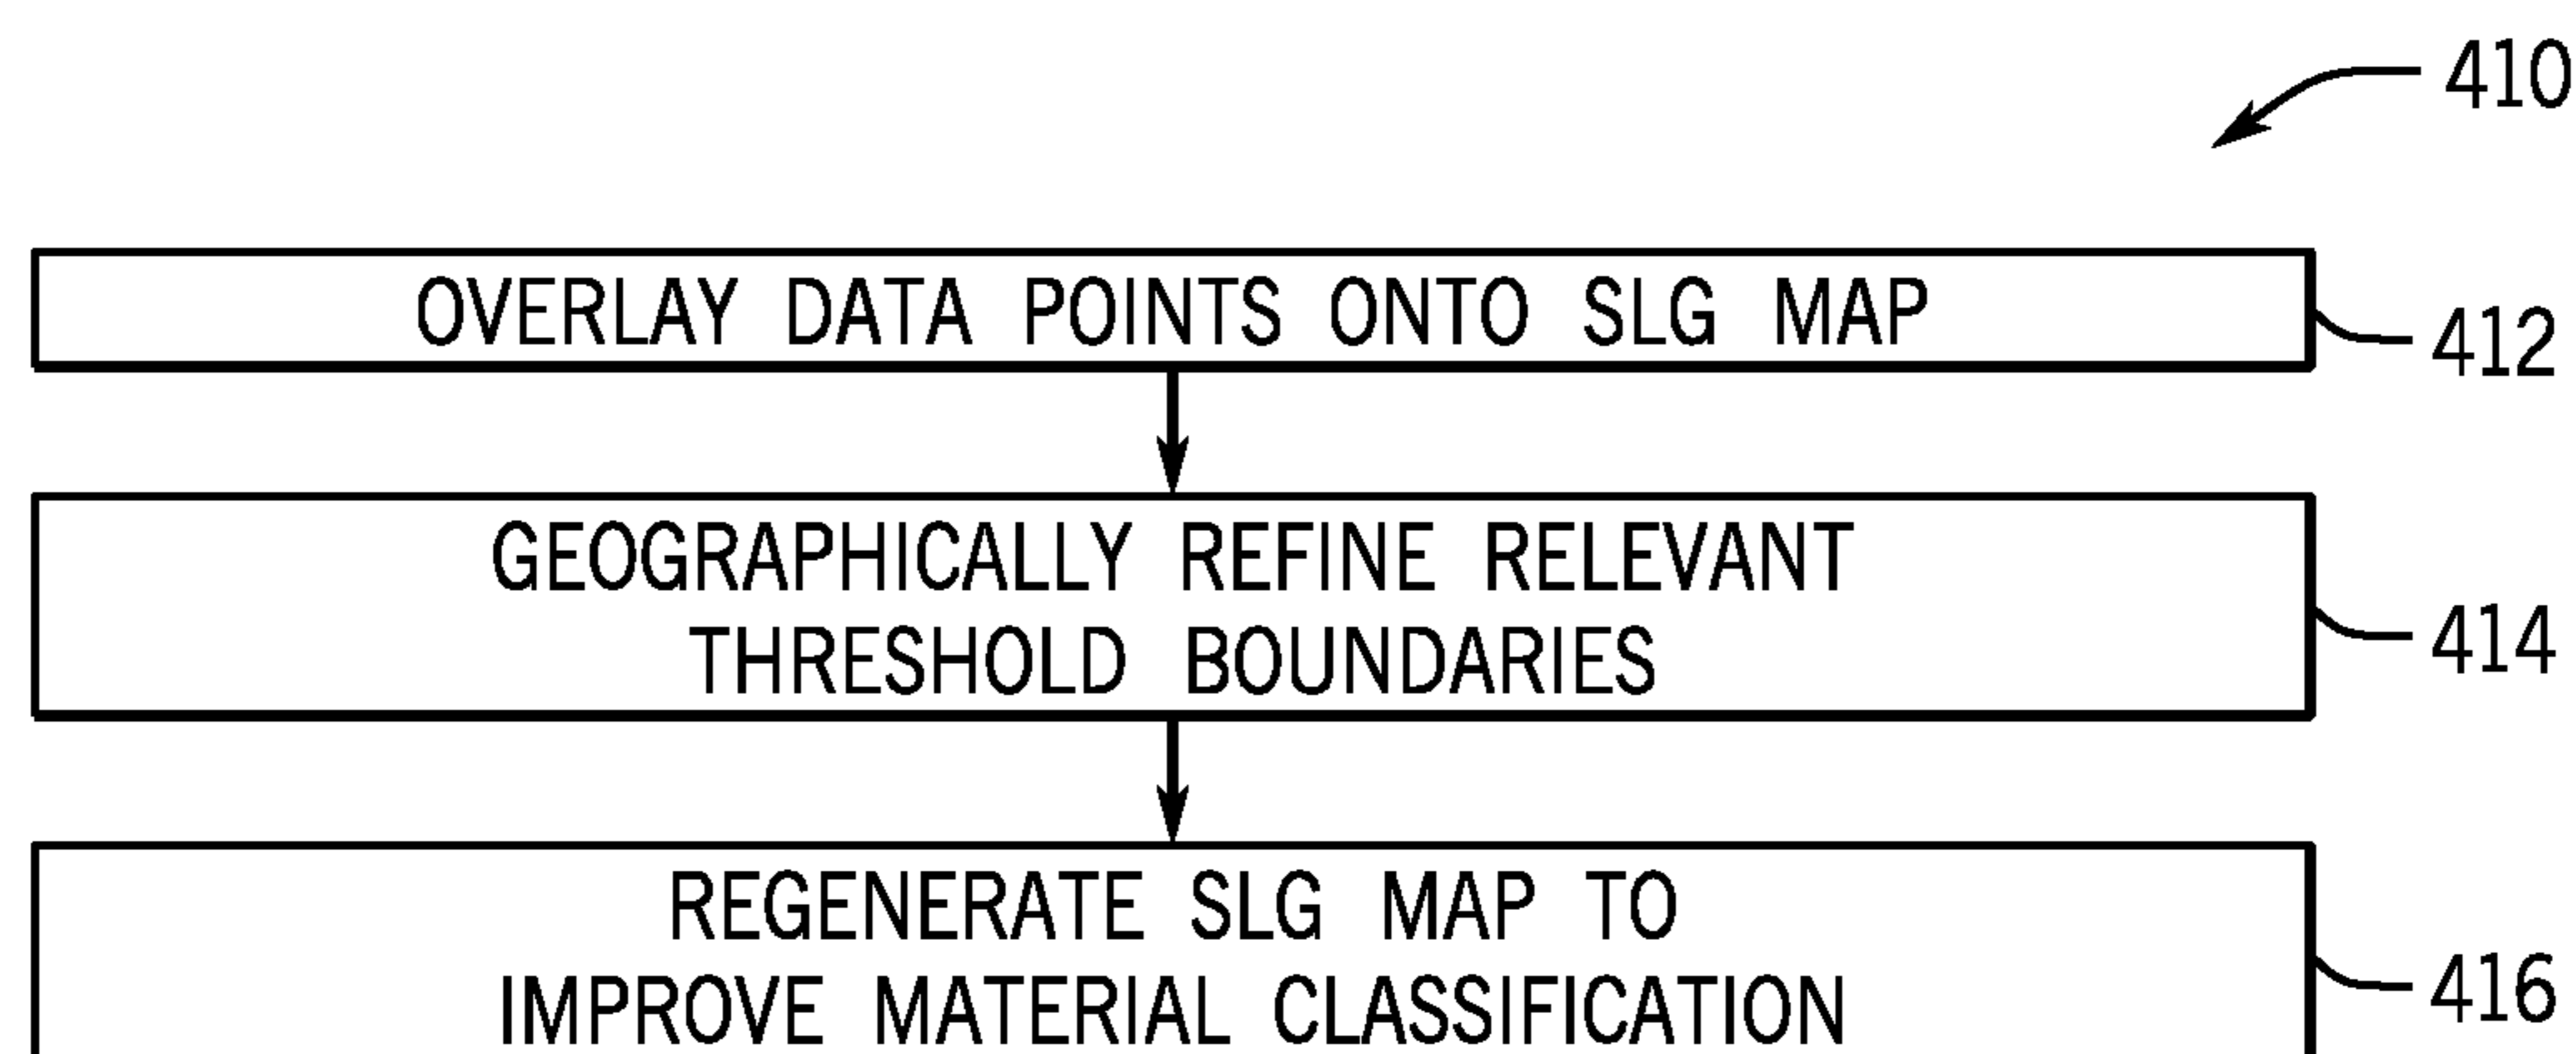 410
OVERLAY DATA POINTS ONTO SLG MAP
412
GEOGRAPHICALLY REFINE RELEVANT
THRESHOLD BOUNDARIES
414
REGENERATE SLG MAP TO
IMPROVE MATERIAL CLASSIFICATION
416